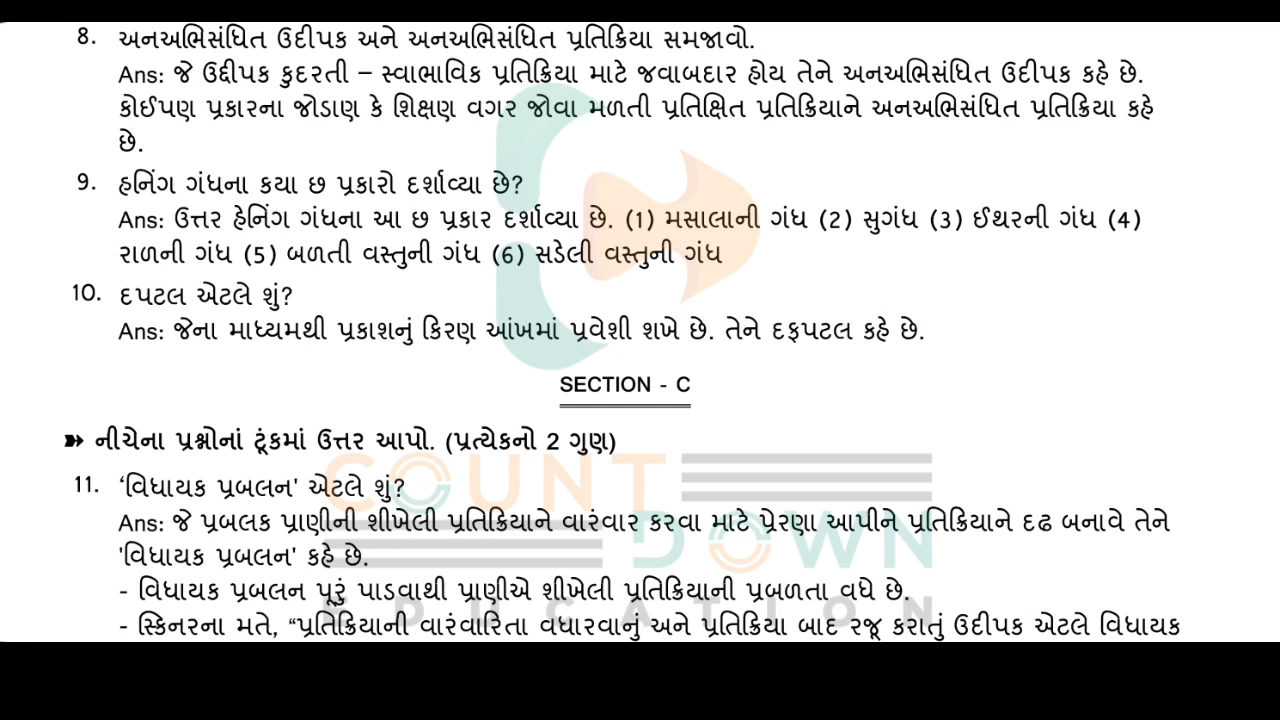 8. અનઅભિસંધિત ઉદીપક અને અનઅભિસંધિત પ્રતિક્રિયા સમજાવો.
Ans: જે ઉદ્દીપક કુદરતી – સ્વાભાવિક પ્રતિક્રિયા માટે જવાબદાર હોય તેને અનઅભિસંધિત ઉદીપક કહે છે.
કોઈપણ પ્રકારના જોડાણ કે શિક્ષણ વગર જોવા મળતી પ્રતિક્ષિત પ્રતિક્રિયાને અનઅભિસંધિત પ્રતિક્રિયા કહે
છે.
9. હનિંગ ગંધના કયા છ પ્રકારો દર્શાવ્યા છે?
Ans: ઉત્તર હેનિંગ ગંધના આ છ પ્રકાર દર્શાવ્યા છે. (1) મસાલાની ગંધ (2) સુગંધ (3) ઈથરની ગંધ (4)
રાળની ગંધ (5) બળતી વસ્તુની ગંધ (6) સડેલી વસ્તુની ગંધ
10. દપટલ એટલે શું?
Ans: જેના માધ્યમથી પ્રકાશનું કિરણ આંખમાં પ્રવેશી શખે છે. તેને દફપટલ કહે છે.
SECTION - C
➽ નીચેના પ્રશ્નોનાં ટૂંકમાં ઉત્તર આપો. (પ્રત્યેકનો 2 ગુણ)
11. ‘વિધાયક પ્રબલન' એટલે શું?
Ans: જે પ્રબલક પ્રાણીની શીખેલી પ્રતિક્રિયાને વારંવાર કરવા માટે પ્રેરણા આપીને પ્રતિક્રિયાને દઢ બનાવે તેને
'વિધાયક પ્રબલન' કહે છે.
- વિધાયક પ્રબલન પૂરું પાડવાથી પ્રાણીએ શીખેલી પ્રતિક્રિયાની પ્રબળતા વધે છે.
- સ્કિનરના મતે, “પ્રતિક્રિયાની વારંવારિતા વધારવાનું અને પ્રતિક્રિયા બાદ રજૂ કરાતું ઉદીપક એટલે વિધાયક
COUNT
DOWN
EDUCATION